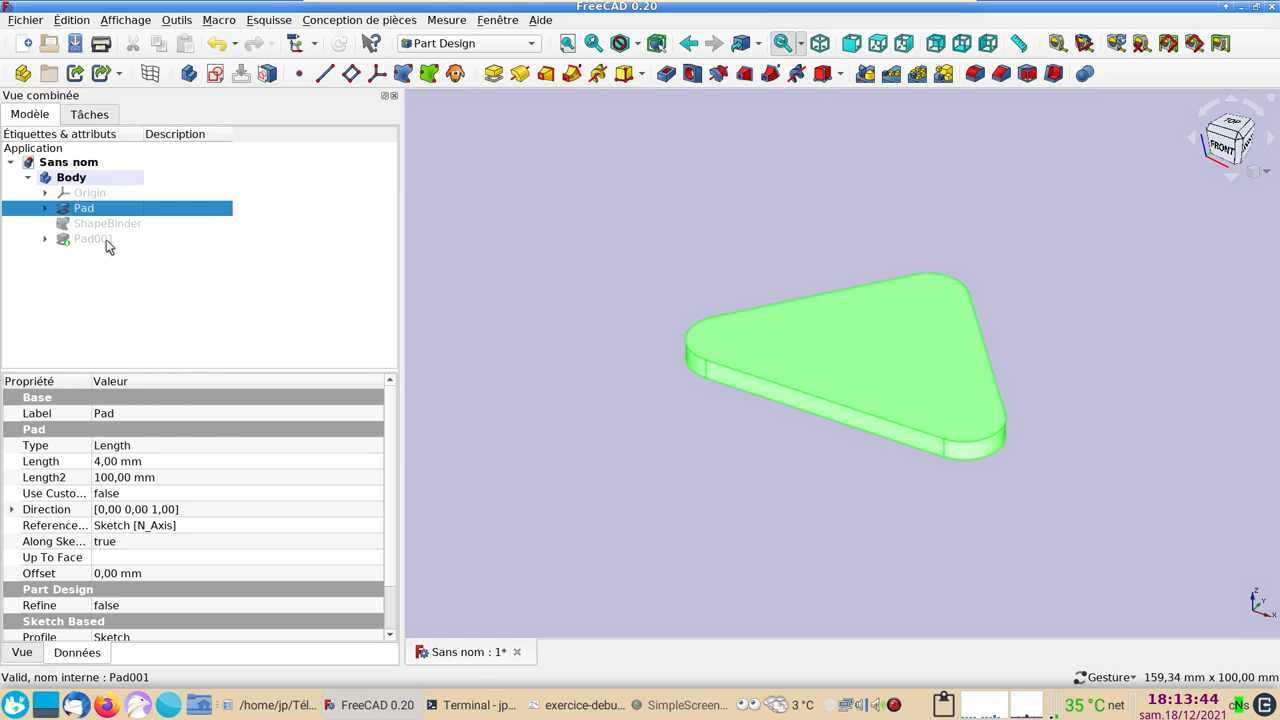 FreeCAD 0.20
Fichier Édition Affichage Outils Macro Esquisse Conception de pièces Mesure Fenêtre Aide
Part Design
Vue combinée
Modèle Tâches
Étiquettes & attributs Description
Application
Sans nom
Body
Origin
Pad
ShapeBinder
Pad001
TOP
FRONT
Propriété Valeur
Base
Label Pad
Pad
Type Length
Length 4,00 mm
Length2 100,00 mm
Use Custo... false
Direction [0,00 0,00 1,00]
Reference... Sketch [N_Axis]
Along Ske... true
Up To Face
Offset 0,00 mm
Part Design
Refine false
Sketch Based
Profile Sketch
Z
Y
X
Vue Données
Sans nom : 1*
Valid, nom interne : Pad001
Gesture 159,34 mm x 100,00 mm
/home/jp/Tél... FreeCAD 0.20 Terminal - jp... exercice-debu... SimpleScreen... 3 °C 35 °C net 18:13:44 cNs
sam.18/12/2021